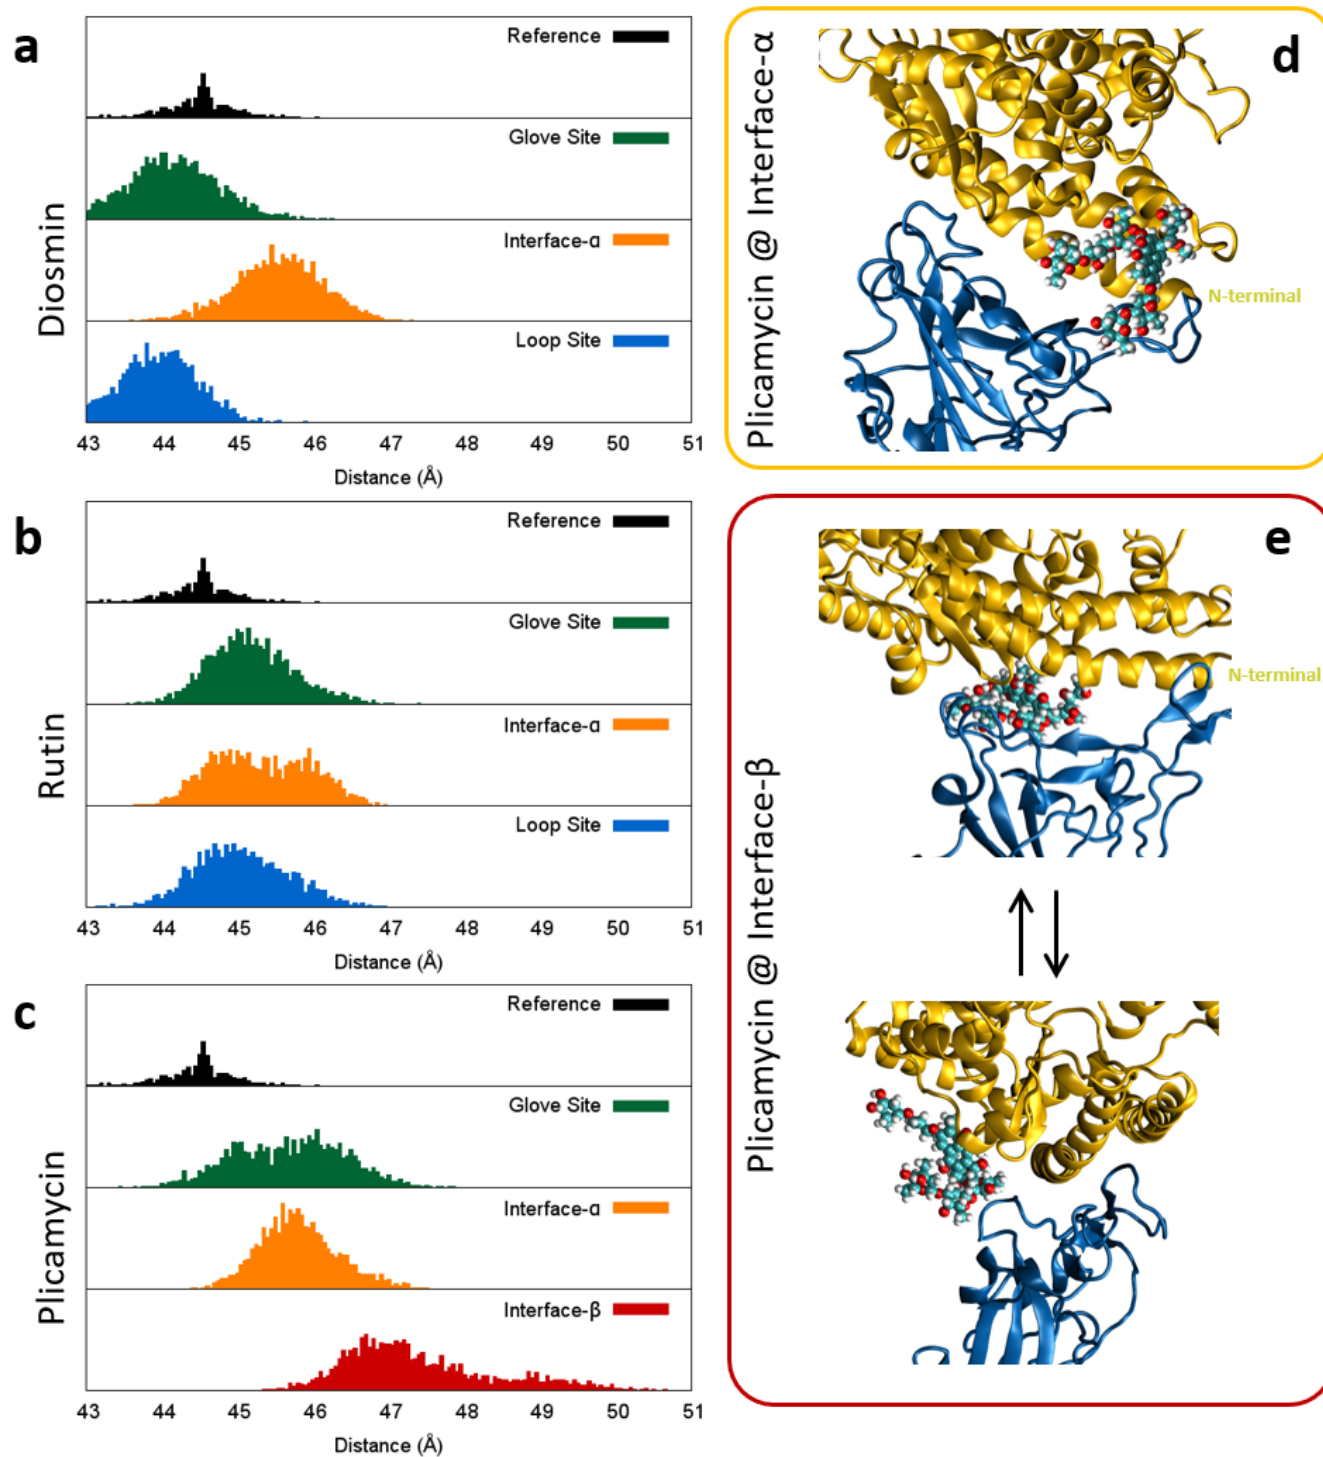 a
Diosmin
Reference
Glove Site
Interface-α
Loop Site
43 44 45 46 47 48 49 50 51
Distance (Å)
b
Rutin
Reference
Glove Site
Interface-α
Loop Site
43 44 45 46 47 48 49 50 51
Distance (Å)
c
Plicamycin
Reference
Glove Site
Interface-α
Interface-β
43 44 45 46 47 48 49 50 51
Distance (Å)
d
Plicamycin @ Interface-α
N-terminal
e
Plicamycin @ Interface-β
N-terminal